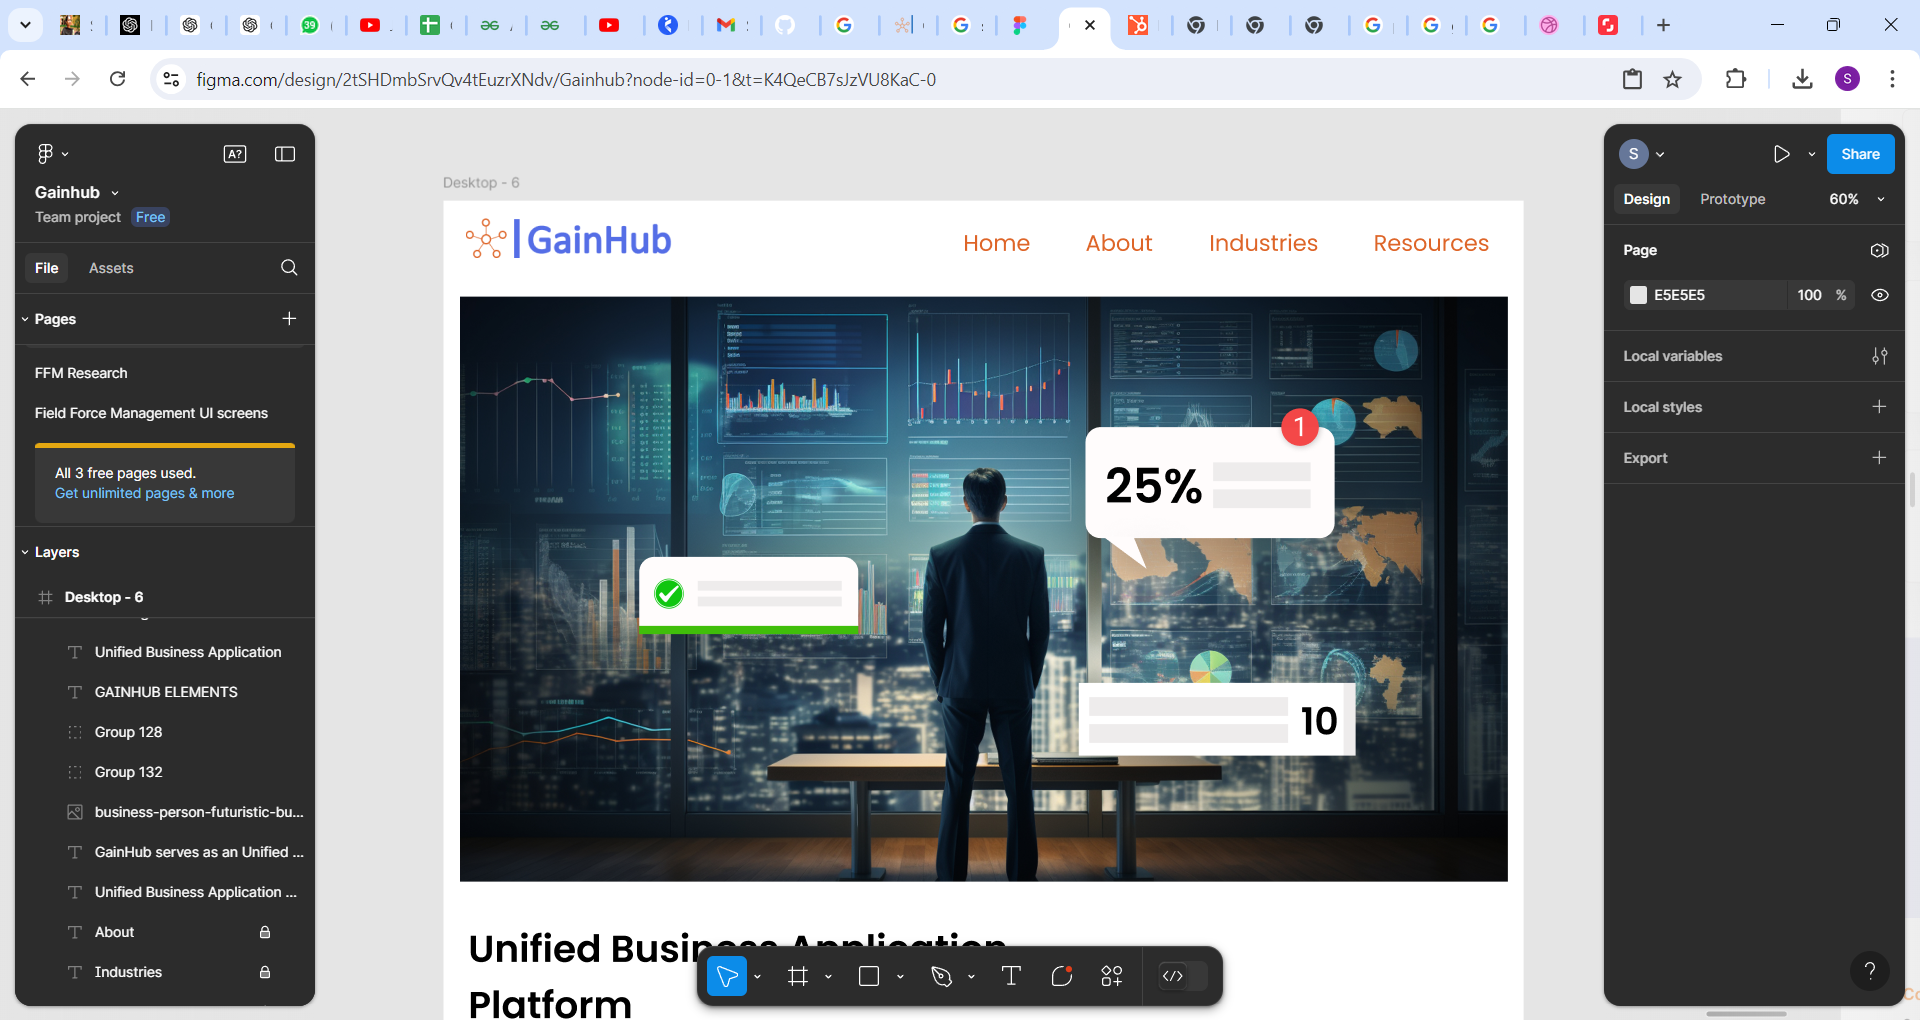 39
figma.com/design/2tSHDmbSrvQv4tEuzrXNdv/Gainhub?node-id=0-1&t=K4QeCB7sJzVU8KaC-0
S
A?
Gainhub
Team project Free
File Assets
Pages
FFM Research
Field Force Management UI screens
All 3 free pages used.
Get unlimited pages & more
Layers
Desktop - 6
Unified Business Application
GAINHUB ELEMENTS
Group 128
Group 132
business-person-futuristic-bu...
GainHub serves as an Unified ...
Unified Business Application ...
About
Industries
Desktop - 6
GainHub
Home About Industries Resources
1
25%
10
Unified Business Application
Platform
S
Share
Design Prototype 60%
Page
E5E5E5 100 %
Local variables
Local styles
Export
?